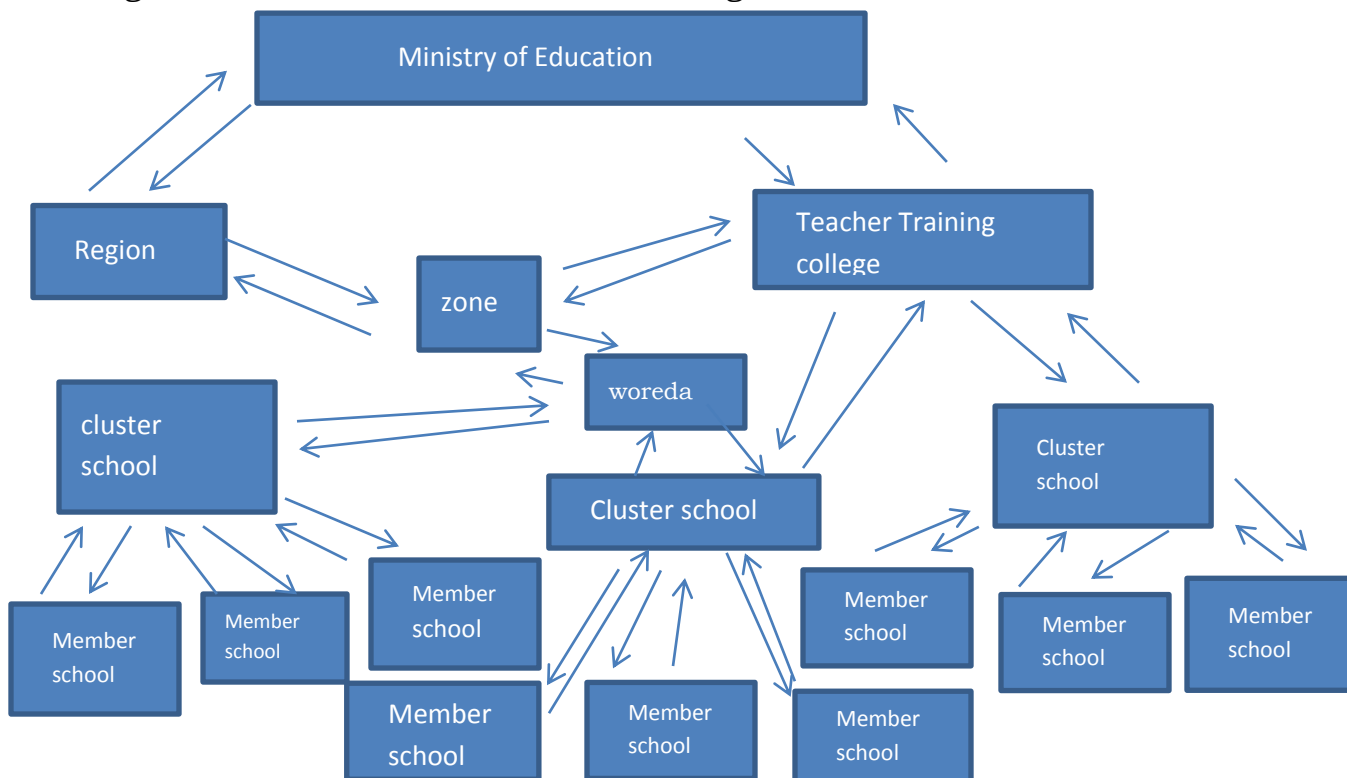 Ministry of Education
Teacher Training
college
Region
zone
woreda
cluster
school
Cluster
school
Cluster school
Member
school
Member
school
Member
school
Member
school
Member
school
Member
school
Member
school
Member
school
Member
school